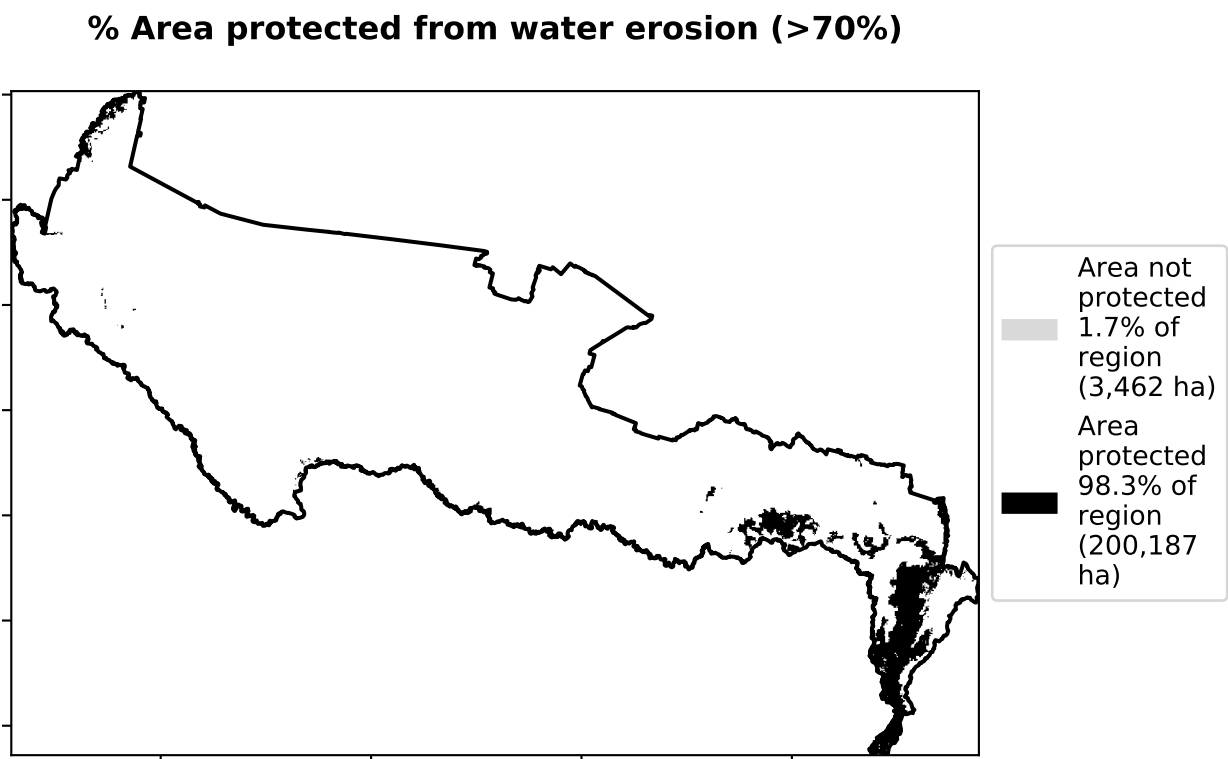 % Area protected from water erosion (>70%)
Area not
protected
1.7% of
region
(3,462 ha)
Area
protected
98.3% of
region
(200,187
ha)